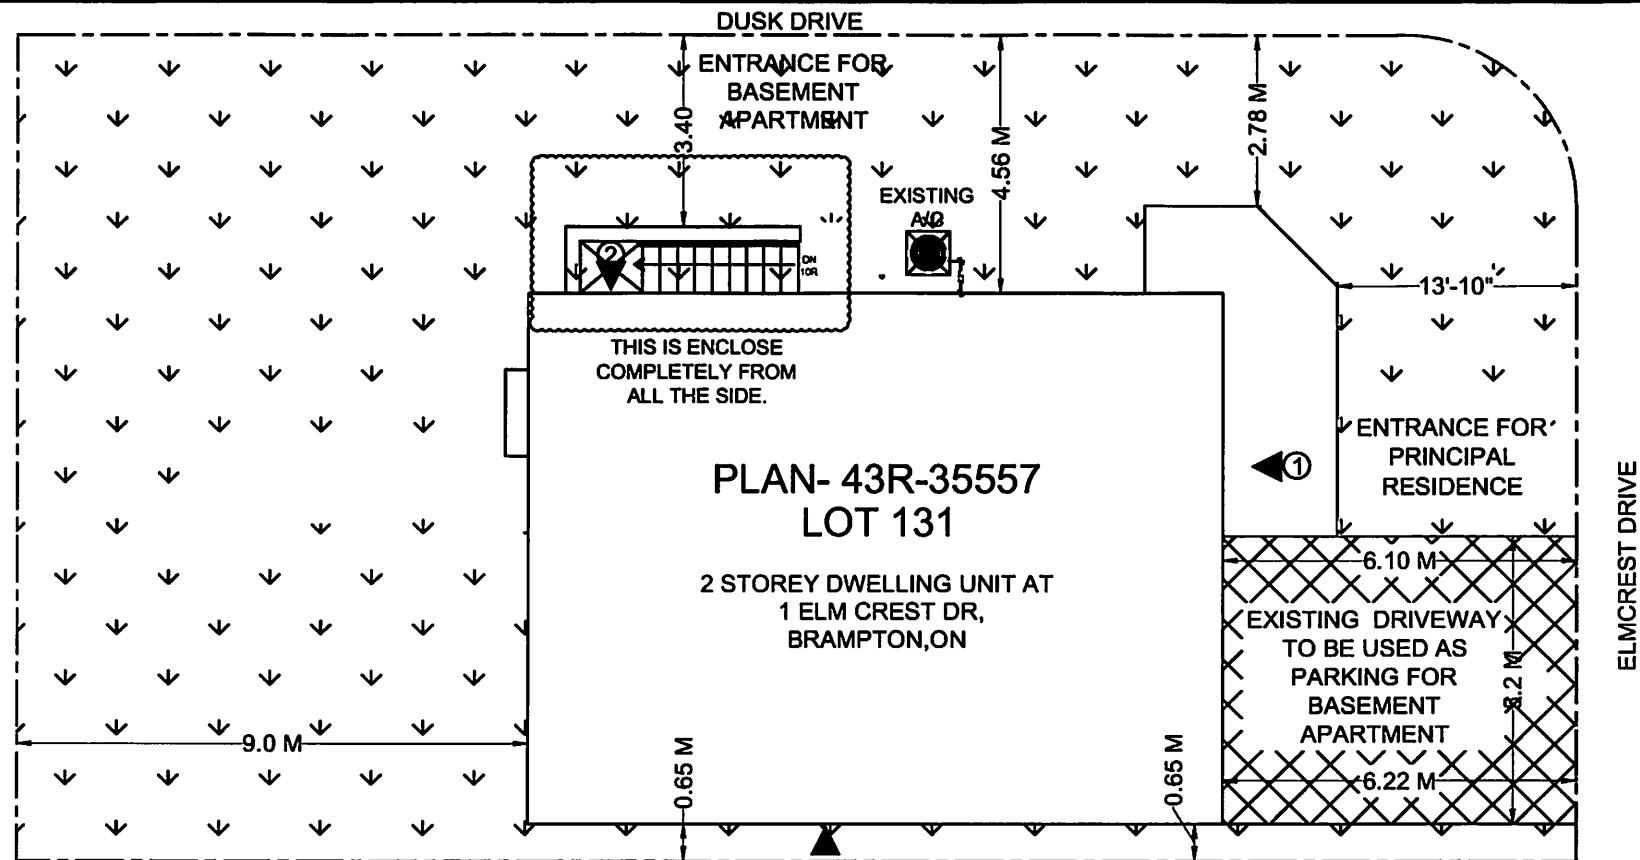 DUSK DRIVE
ENTRANCE FOR
BASEMENT
APARTMENT
3.40
4.56 M
2.78 M
EXISTING
A/C
2
DN
10R
13'-10"
THIS IS ENCLOSE
COMPLETELY FROM
ALL THE SIDE.
ENTRANCE FOR
PRINCIPAL
RESIDENCE
1
PLAN- 43R-35557
LOT 131
2 STOREY DWELLING UNIT AT
1 ELM CREST DR,
BRAMPTON,ON
ELMCREST DRIVE
6.10 M
EXISTING DRIVEWAY
TO BE USED AS
PARKING FOR
BASEMENT
APARTMENT
6.22 M
9.0 M
0.65 M
0.65 M